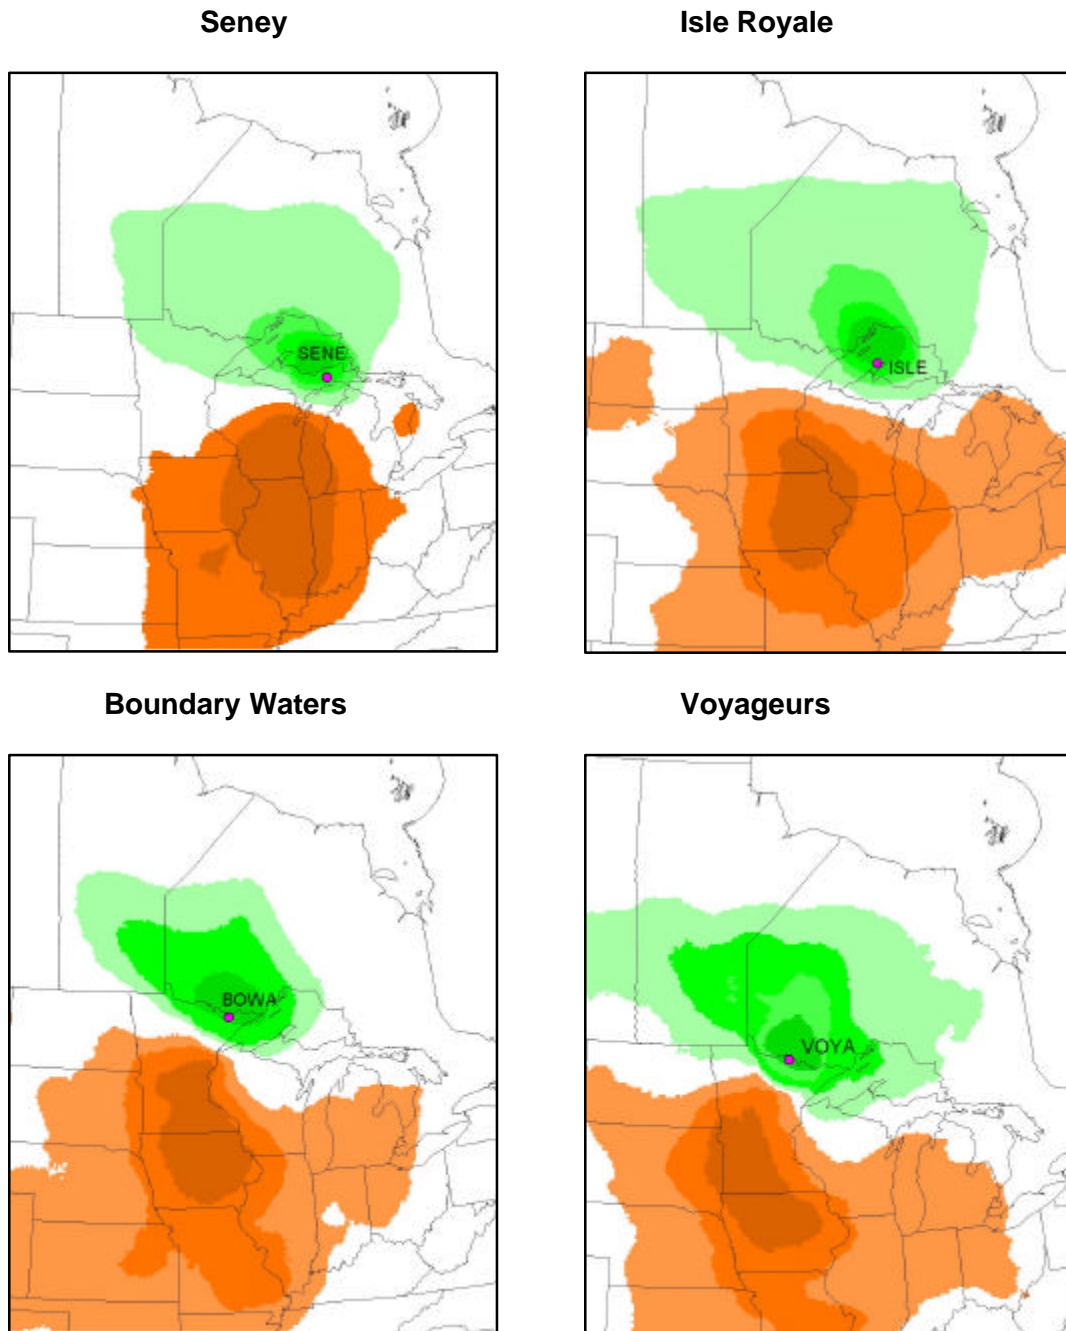 Seney
Isle Royale
SENE
ISLE
Boundary Waters
Voyageurs
BOWA
VOYA